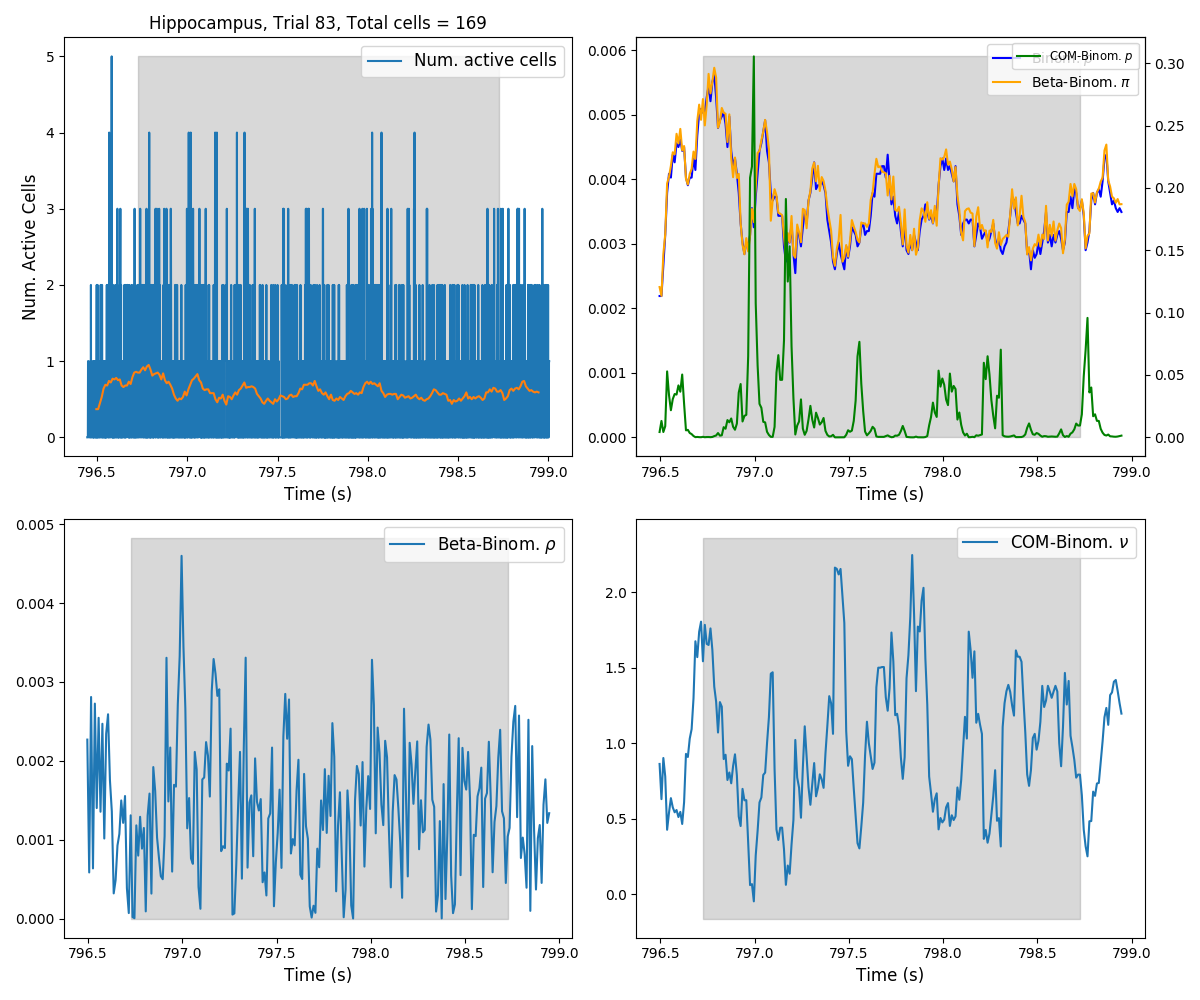 Hippocampus, Trial 83, Total cells = 169
Num. active cells
Num. Active Cells
5
4
3
2
1
0
796.5 797.0 797.5 798.0 798.5 799.0
Time (s)
COM-Binom. p
Binom. p
Beta-Binom. π
0.006
0.005
0.004
0.003
0.002
0.001
0.000
0.30
0.25
0.20
0.15
0.10
0.05
0.00
796.5 797.0 797.5 798.0 798.5 799.0
Time (s)
Beta-Binom. ρ
0.005
0.004
0.003
0.002
0.001
0.000
796.5 797.0 797.5 798.0 798.5 799.0
Time (s)
COM-Binom. ν
2.0
1.5
1.0
0.5
0.0
796.5 797.0 797.5 798.0 798.5 799.0
Time (s)